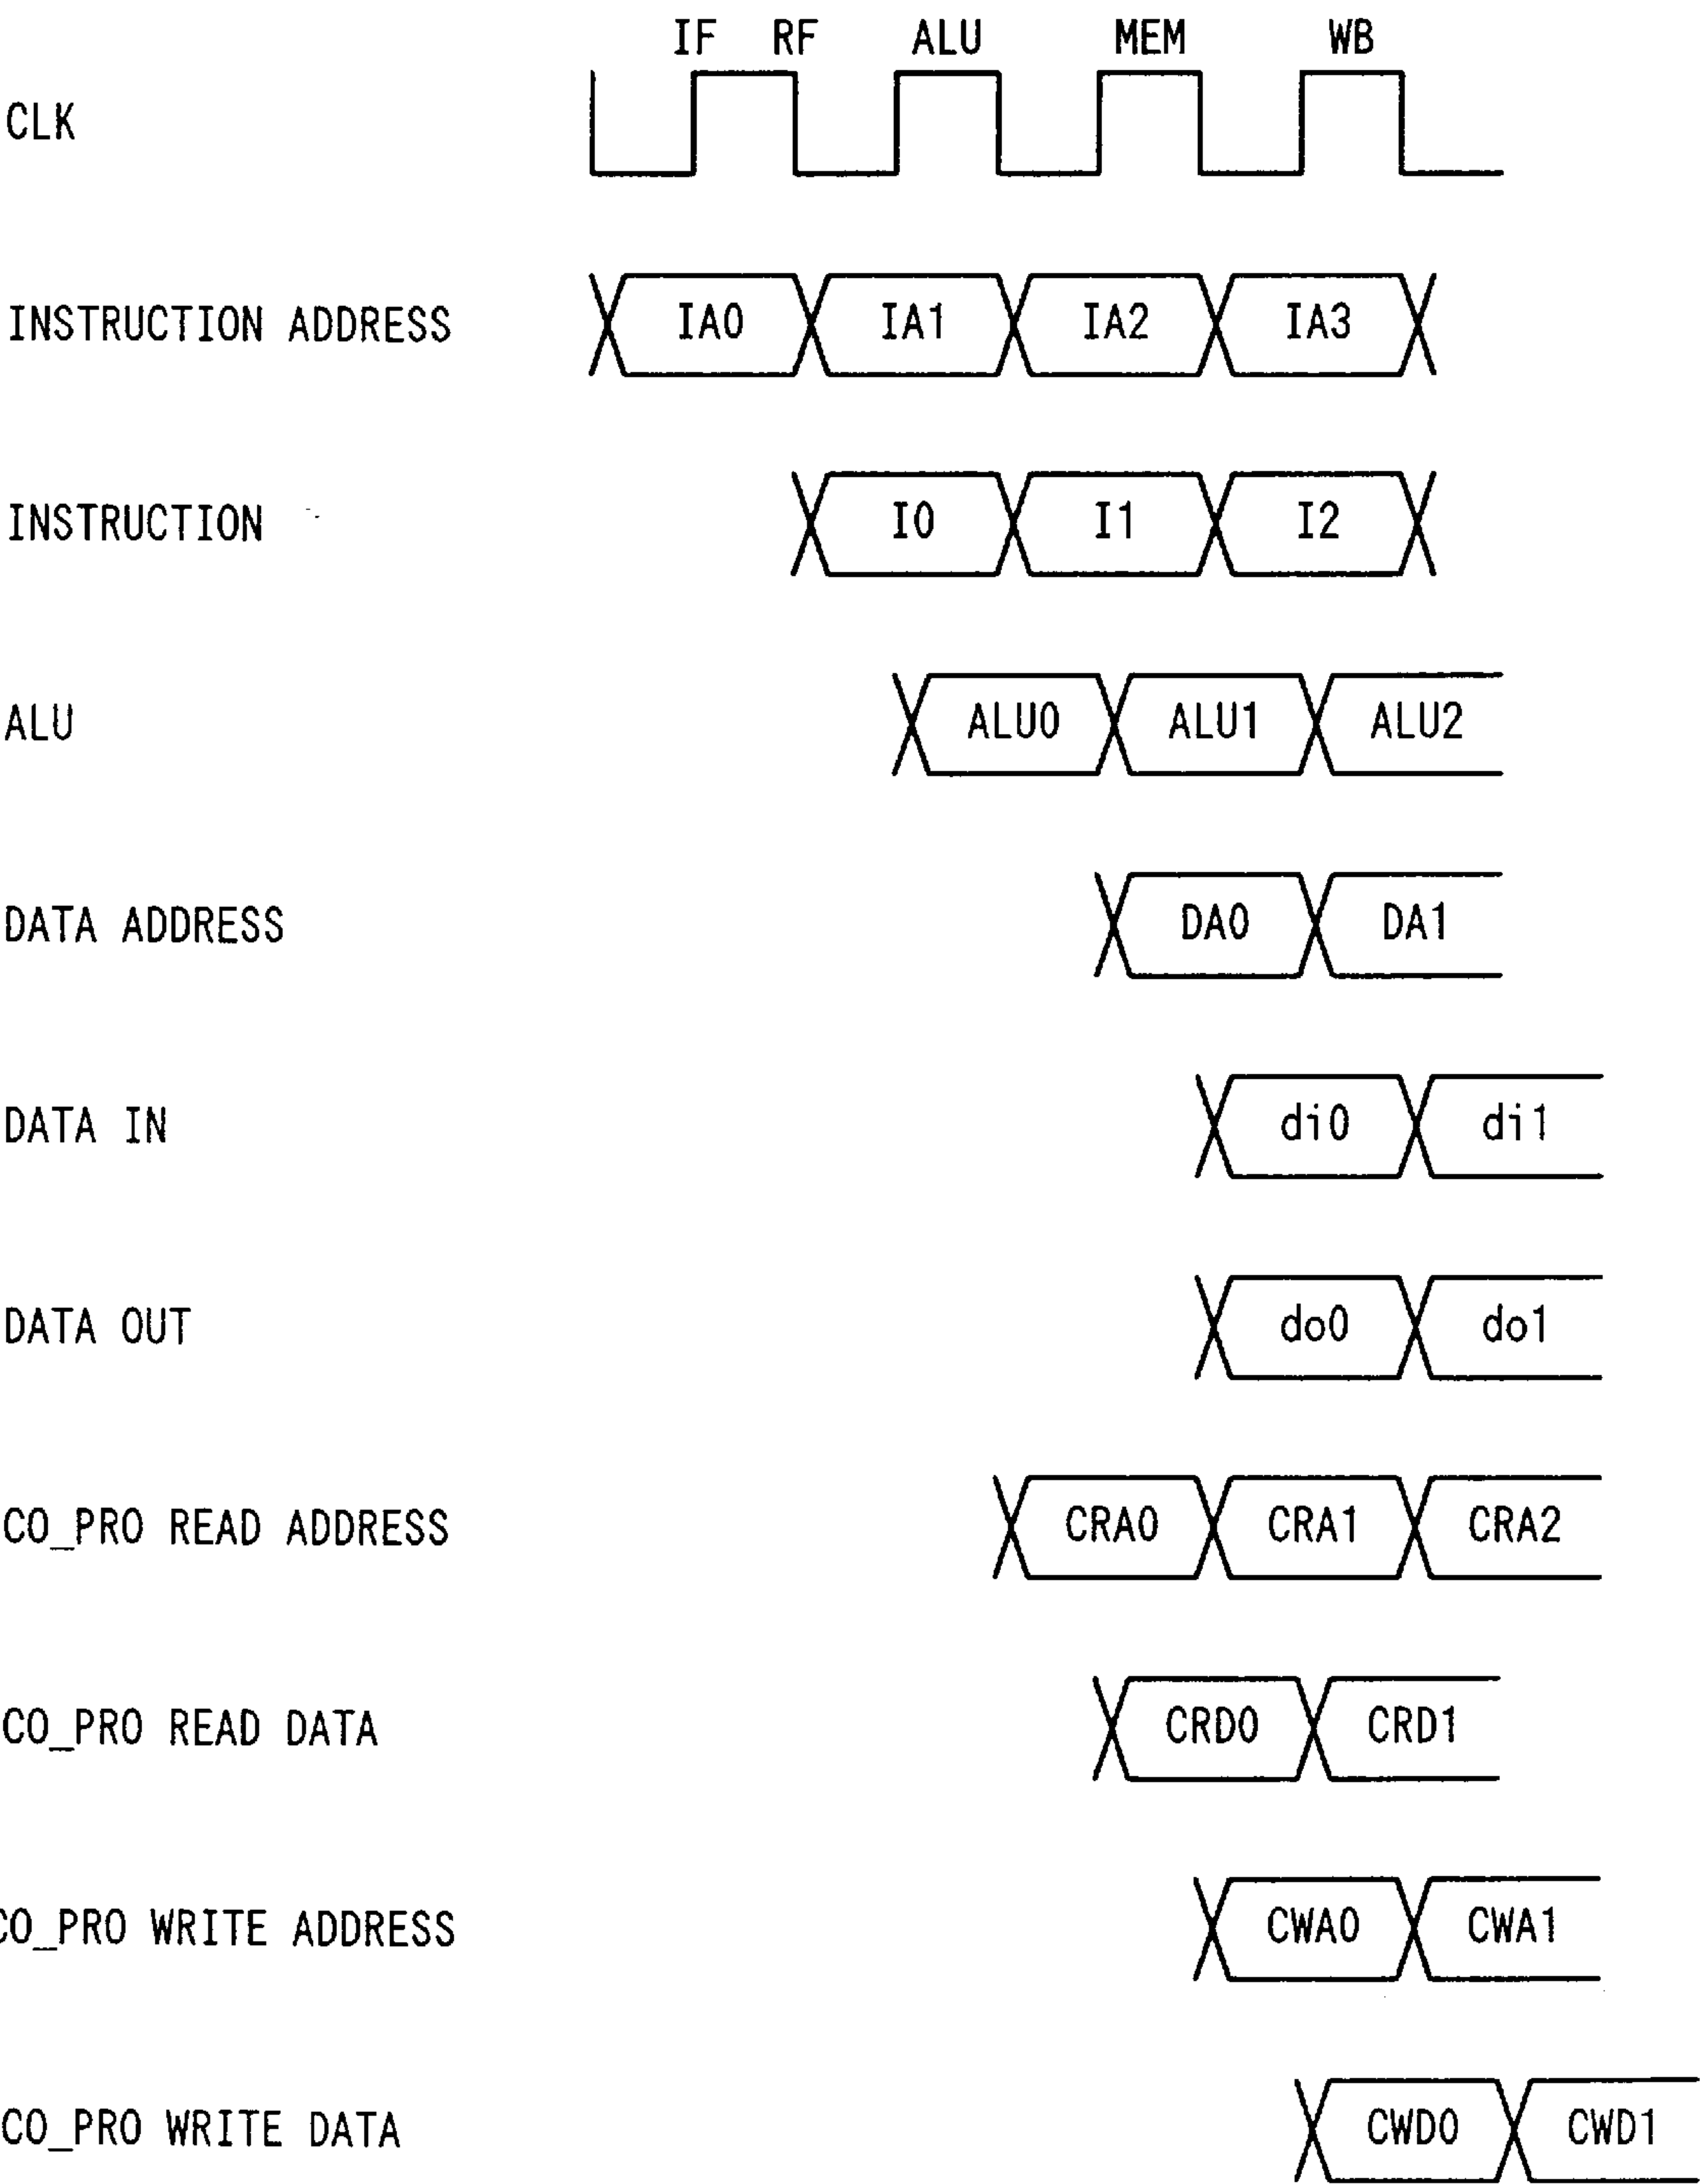 IF RF ALU MEM WB
CLK
INSTRUCTION ADDRESS IA0 IA1 IA2 IA3
INSTRUCTION I0 I1 I2
ALU ALU0 ALU1 ALU2
DATA ADDRESS DA0 DA1
DATA IN di0 di1
DATA OUT do0 do1
CO_PRO READ ADDRESS CRA0 CRA1 CRA2
CO_PRO READ DATA CRD0 CRD1
CO_PRO WRITE ADDRESS CWA0 CWA1
CO_PRO WRITE DATA CWD0 CWD1